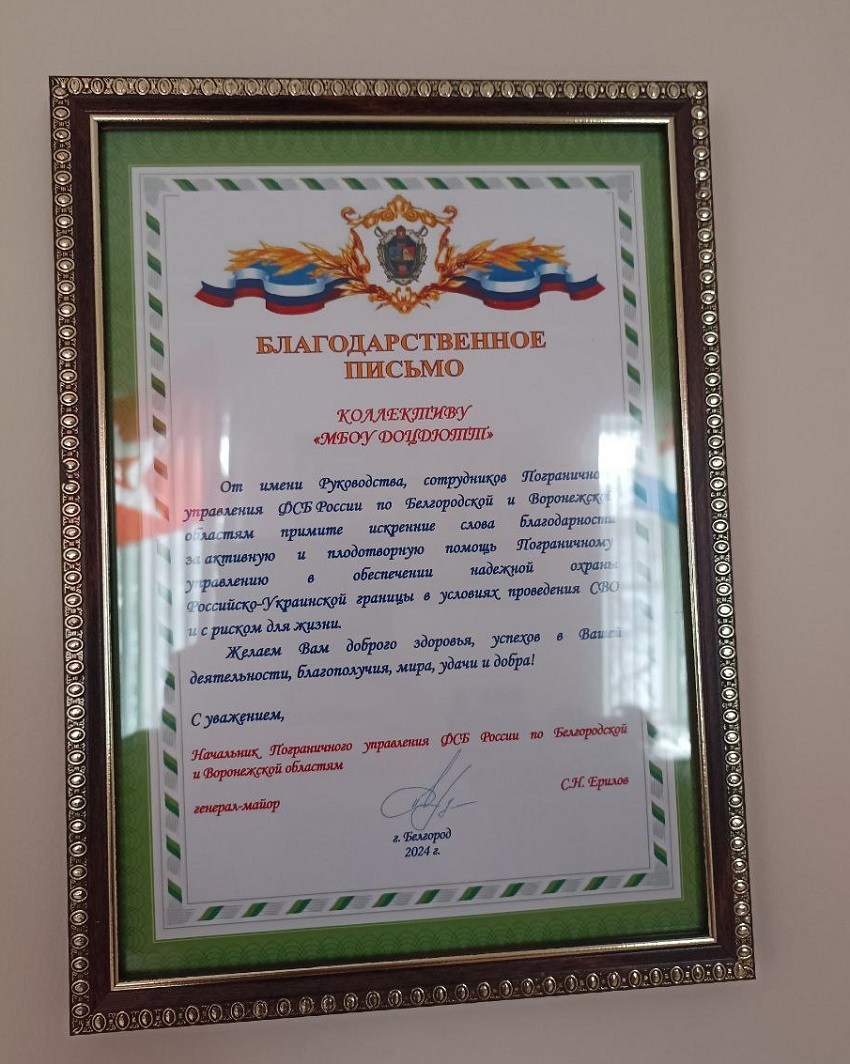 БЛАГОДАРСТВЕННОЕ
ПИСЬМО
КОЛЛЕКТИВУ
«МБОУ ДОЦДЮТТ»
От имени Руководства, сотрудников Пограничного
управления ФСБ России по Белгородской и Воронежской
областям примите искренние слова благодарности
за активную и плодотворную помощь Пограничному
управлению в обеспечении надежной охраны
Российско-Украинской границы в условиях проведения СВО
и с риском для жизни.
Желаем Вам доброго здоровья, успехов в Вашей
деятельности, благополучия, мира, удачи и добра!
С уважением,
Начальник Пограничного управления ФСБ России по Белгородской
и Воронежской областям
генерал-майор С.Н. Ерилов
г. Белгород
2024 г.